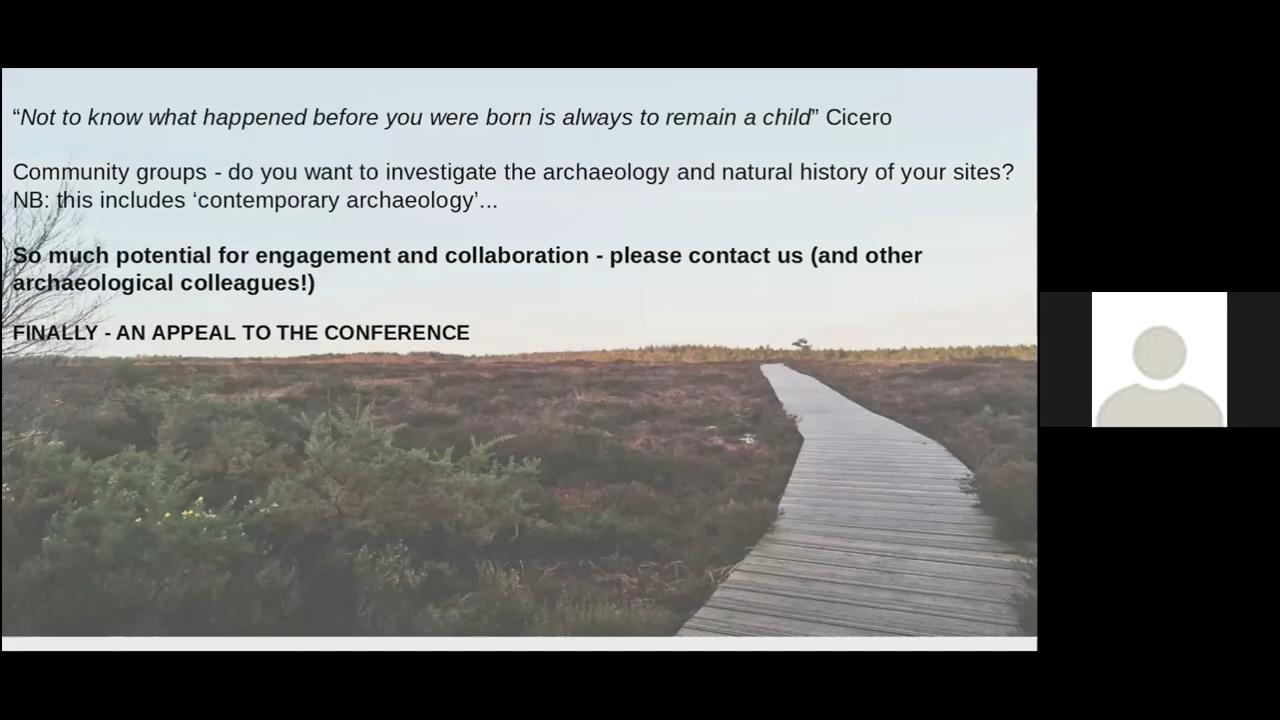 “Not to know what happened before you were born is always to remain a child” Cicero
Community groups - do you want to investigate the archaeology and natural history of your sites?
NB: this includes ‘contemporary archaeology’...
So much potential for engagement and collaboration - please contact us (and other
archaeological colleagues!)
FINALLY - AN APPEAL TO THE CONFERENCE